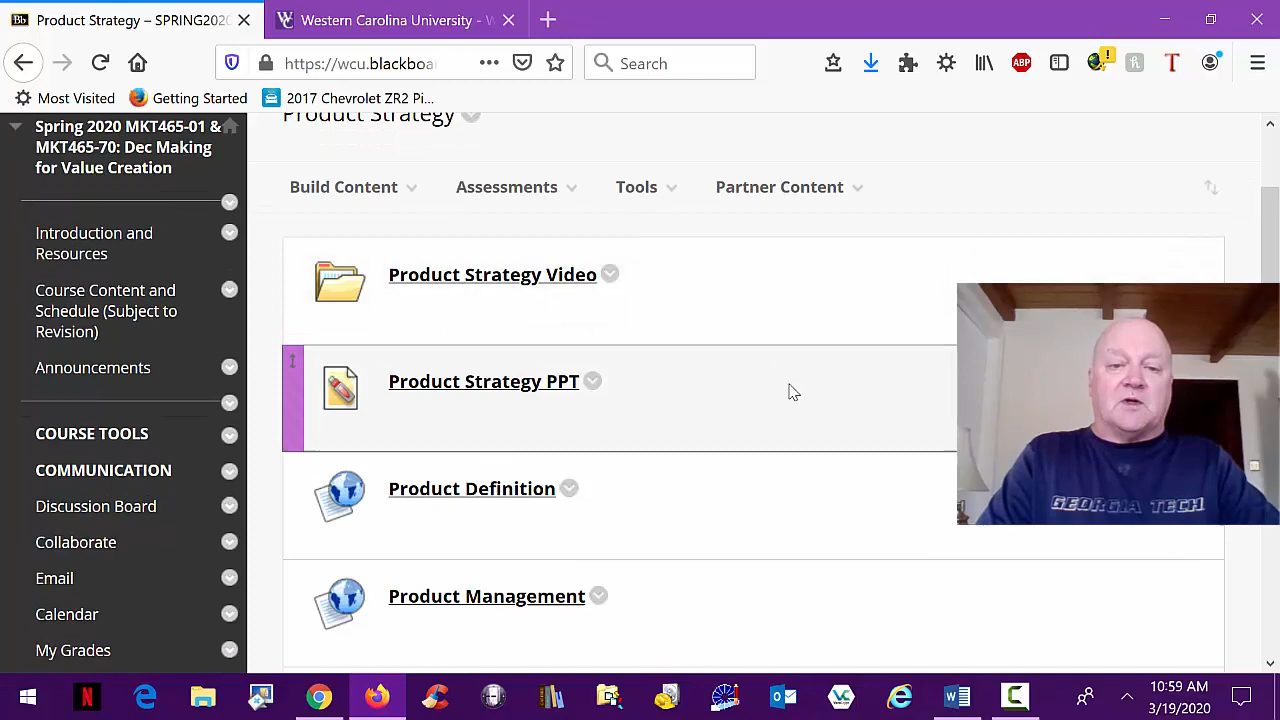 Bb Product Strategy – SPRING202
WC Western Carolina University - W
https://wcu.blackboa
Search
ABP
T
Most Visited
Getting Started
2017 Chevrolet ZR2 Pi...
Spring 2020 MKT465-01 &
MKT465-70: Dec Making
for Value Creation
Introduction and
Resources
Course Content and
Schedule (Subject to
Revision)
Announcements
COURSE TOOLS
COMMUNICATION
Discussion Board
Collaborate
Email
Calendar
My Grades
Product Strategy
Build Content
Assessments
Tools
Partner Content
Product Strategy Video
Product Strategy PPT
Product Definition
Product Management
GEORGIA TECH
10:59 AM
3/19/2020